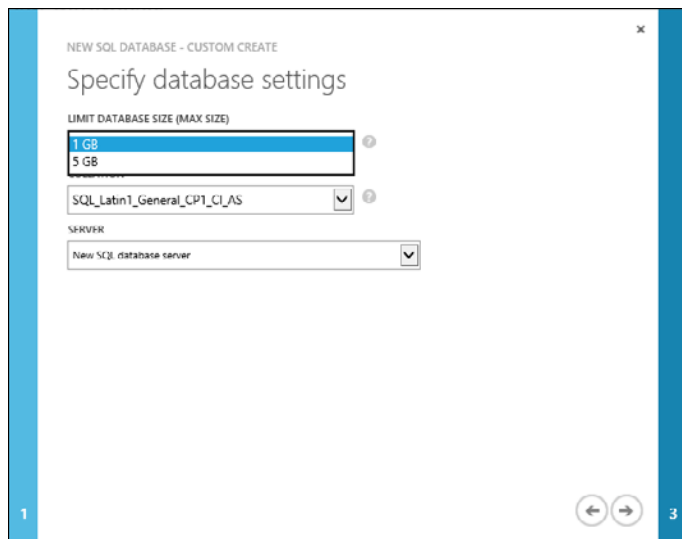 NEW SQL DATABASE - CUSTOM CREATE
Specify database settings
LIMIT DATABASE SIZE (MAX SIZE)
1 GB
?
5 GB
SQL_Latin1_General_CP1_CI_AS
?
SERVER
New SQL database server
1
3